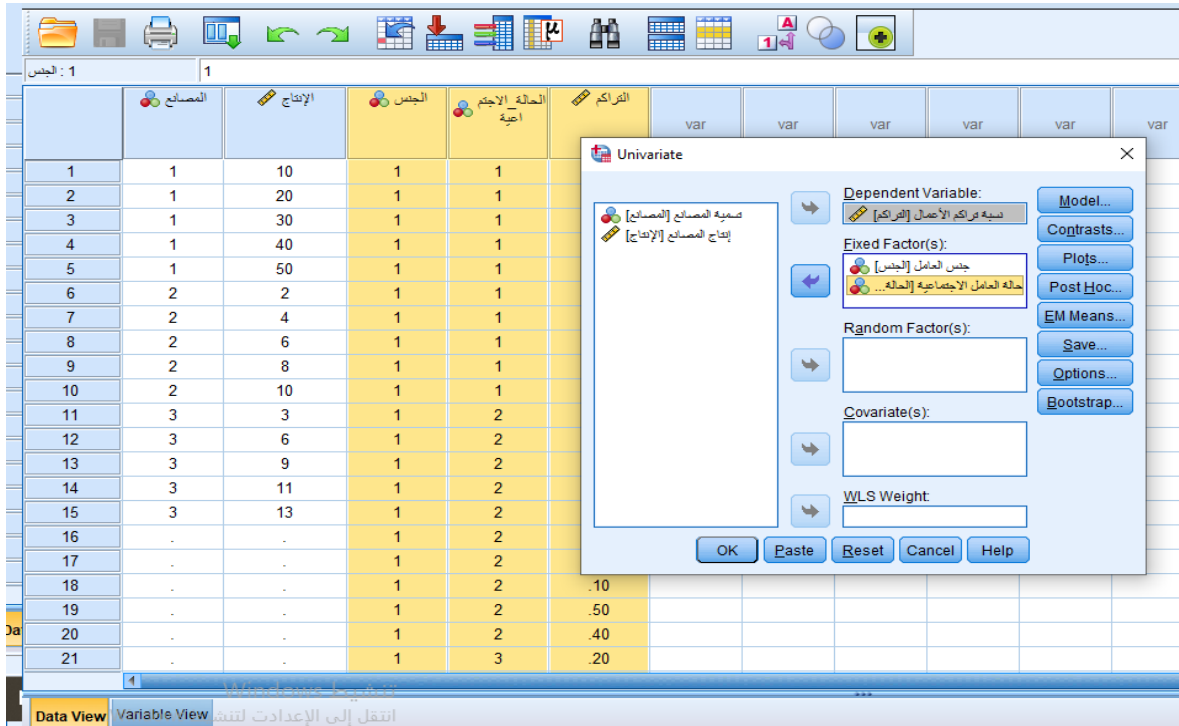 1 : الجنس
1
المصانع
الإنتاج
الجنس
الحالة_الاجتم
اعية
التراكم
var var var var var var
1 1 10 1 1
2 1 20 1 1
3 1 30 1 1
4 1 40 1 1
5 1 50 1 1
6 2 2 1 1
7 2 4 1 1
8 2 6 1 1
9 2 8 1 1
10 2 10 1 1
11 3 3 1 2
12 3 6 1 2
13 3 9 1 2
14 3 11 1 2
15 3 13 1 2
16 . . 1 2
17 . . 1 2
18 . . 1 2 .10
19 . . 1 2 .50
20 . . 1 2 .40
21 . . 1 3 .20
Univariate
تسمية المصانع [المصانع]
إنتاج المصانع [الإنتاج]
Dependent Variable:
نسبة تراكم الأعمال [التراكم]
Fixed Factor(s):
جنس العامل [الجنس]
حالة العامل الاجتماعية [الحالة...
Random Factor(s):
Covariate(s):
WLS Weight:
Model...
Contrasts...
Plots...
Post Hoc...
EM Means...
Save...
Options...
Bootstrap...
OK Paste Reset Cancel Help
تنشيط Windows
انتقل إلى الإعدادات
Data View Variable View